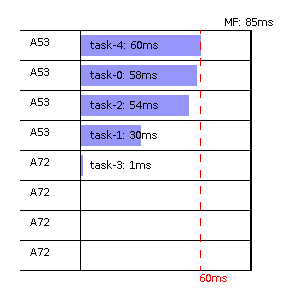 MF: 85ms
A53 task-4: 60ms
A53 task-0: 58ms
A53 task-2: 54ms
A53 task-1: 30ms
A72 task-3: 1ms
A72
A72
A72
60ms